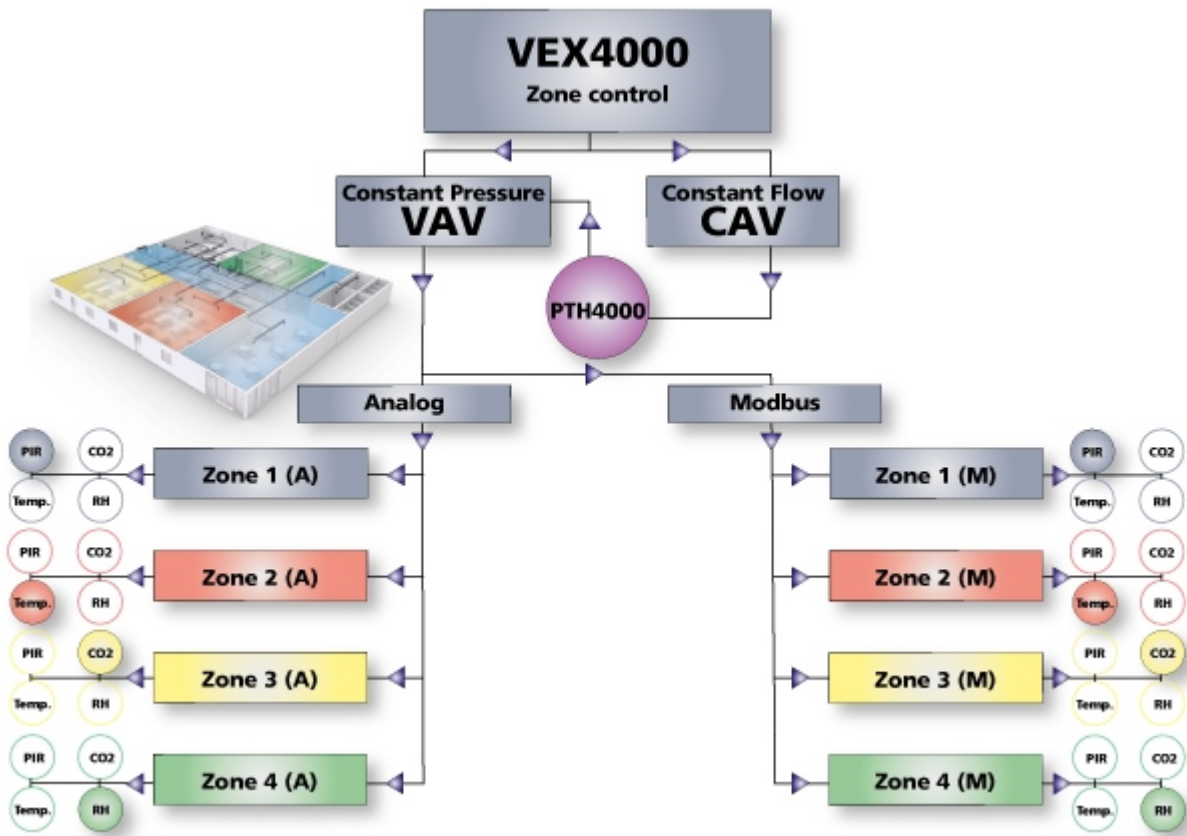 VEX4000
Zone control
Constant Pressure
VAV
Constant Flow
CAV
PTH4000
Analog
Modbus
PIR CO2
Zone 1 (A)
Temp. RH
PIR CO2
Zone 2 (A)
Temp. RH
PIR CO2
Zone 3 (A)
Temp. RH
PIR CO2
Zone 4 (A)
Temp. RH
PIR CO2
Zone 1 (M)
Temp. RH
PIR CO2
Zone 2 (M)
Temp. RH
PIR CO2
Zone 3 (M)
Temp. RH
PIR CO2
Zone 4 (M)
Temp. RH